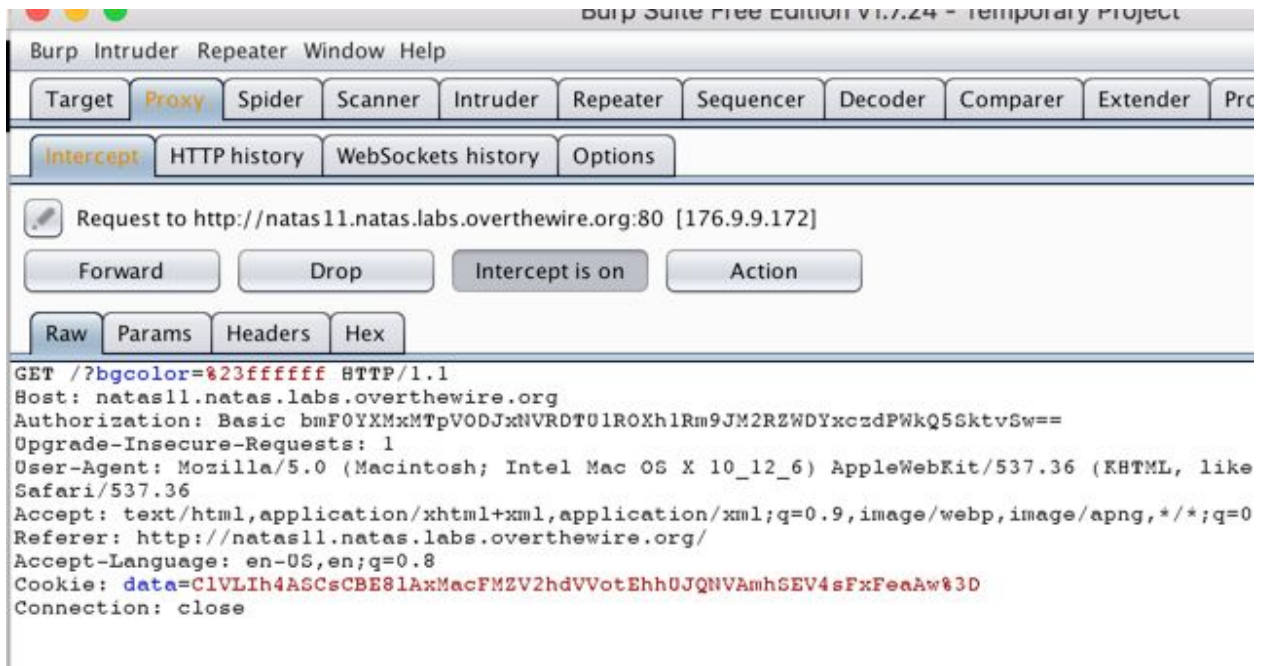 Burp Suite Free Edition v1.7.24 - Temporary Project
Burp Intruder Repeater Window Help
Target Proxy Spider Scanner Intruder Repeater Sequencer Decoder Comparer Extender Pro
Intercept HTTP history WebSockets history Options
Request to http://natas11.natas.labs.overthewire.org:80 [176.9.9.172]
Forward Drop Intercept is on Action
Raw Params Headers Hex
GET /?bgcolor=%23ffffff HTTP/1.1
Host: natas11.natas.labs.overthewire.org
Authorization: Basic bmF0YXMxMTpVODJxNVRDTU1ROXh1Rm9JM2RZWDYxczdPWkQ5SktvSw==
Upgrade-Insecure-Requests: 1
User-Agent: Mozilla/5.0 (Macintosh; Intel Mac OS X 10_12_6) AppleWebKit/537.36 (KHTML, like
Safari/537.36
Accept: text/html,application/xhtml+xml,application/xml;q=0.9,image/webp,image/apng,*/*;q=0
Referer: http://natas11.natas.labs.overthewire.org/
Accept-Language: en-US,en;q=0.8
Cookie: data=ClVLIh4ASCsCBE8lAxMacFMZV2hdVVotEhhUJQNVAmhSEV4sFxFeaAw%3D
Connection: close